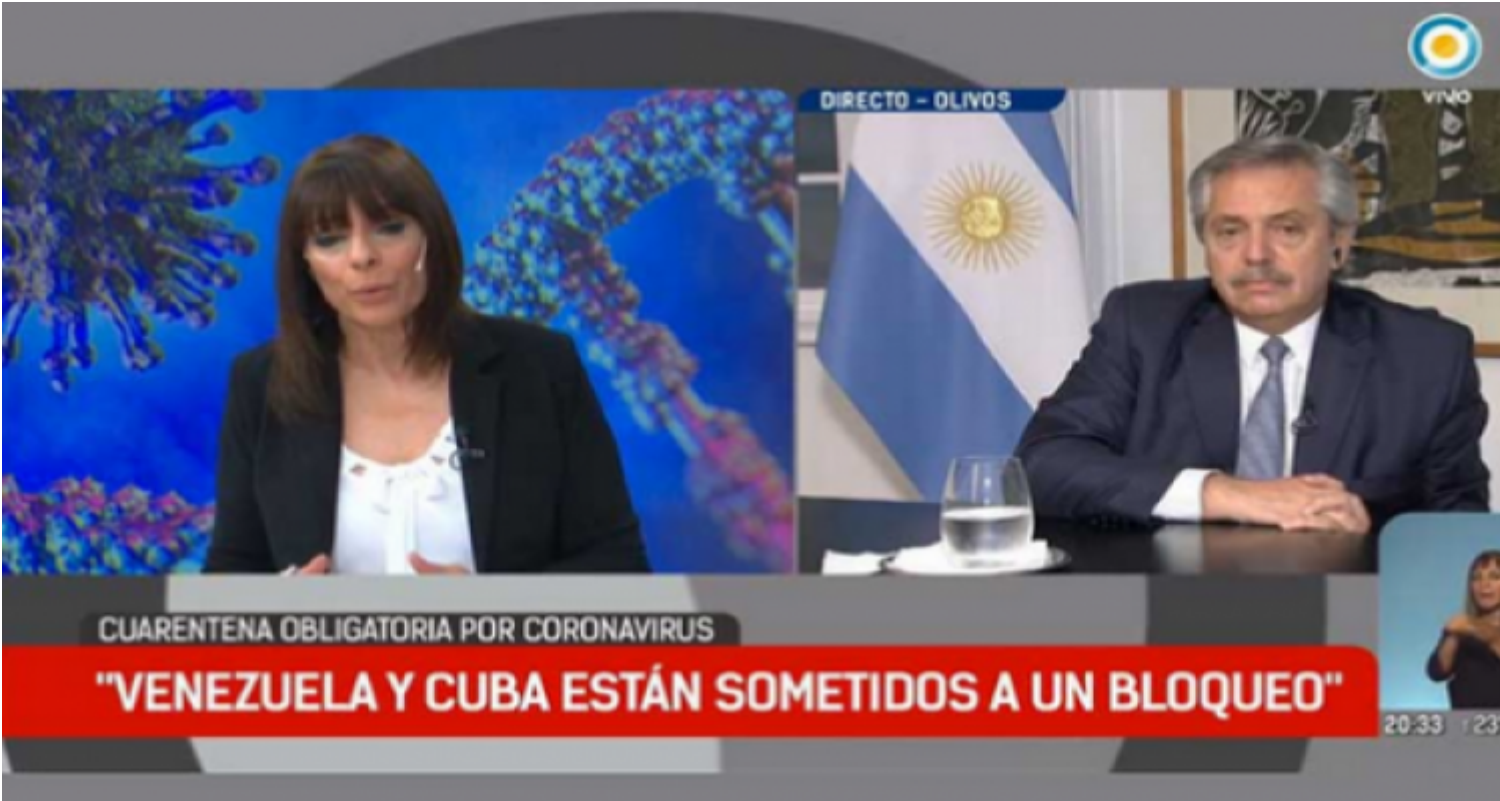 DIRECTO - OLIVOS
VIVO
CUARENTENA OBLIGATORIA POR CORONAVIRUS
"VENEZUELA Y CUBA ESTÁN SOMETIDOS A UN BLOQUEO"
20:33